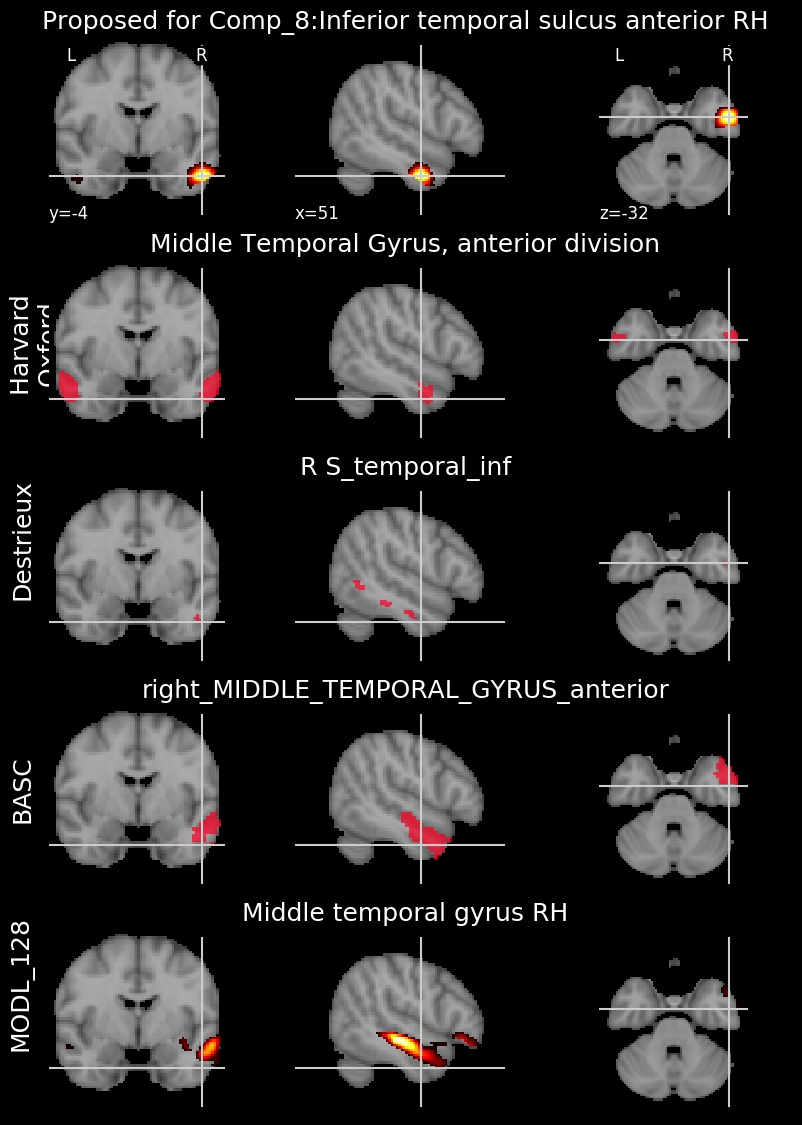 Proposed for Comp_8:Inferior temporal sulcus anterior RH
L R L R
y=-4 x=51 z=-32
Middle Temporal Gyrus, anterior division
Harvard
Oxford
R S_temporal_inf
Destrieux
right_MIDDLE_TEMPORAL_GYRUS_anterior
BASC
Middle temporal gyrus RH
MODL_128